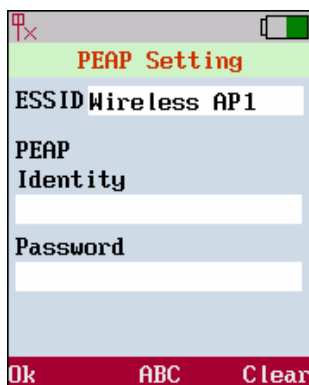 PEAP Setting
ESSID Wireless AP1
PEAP
Identity
Password
Ok ABC Clear